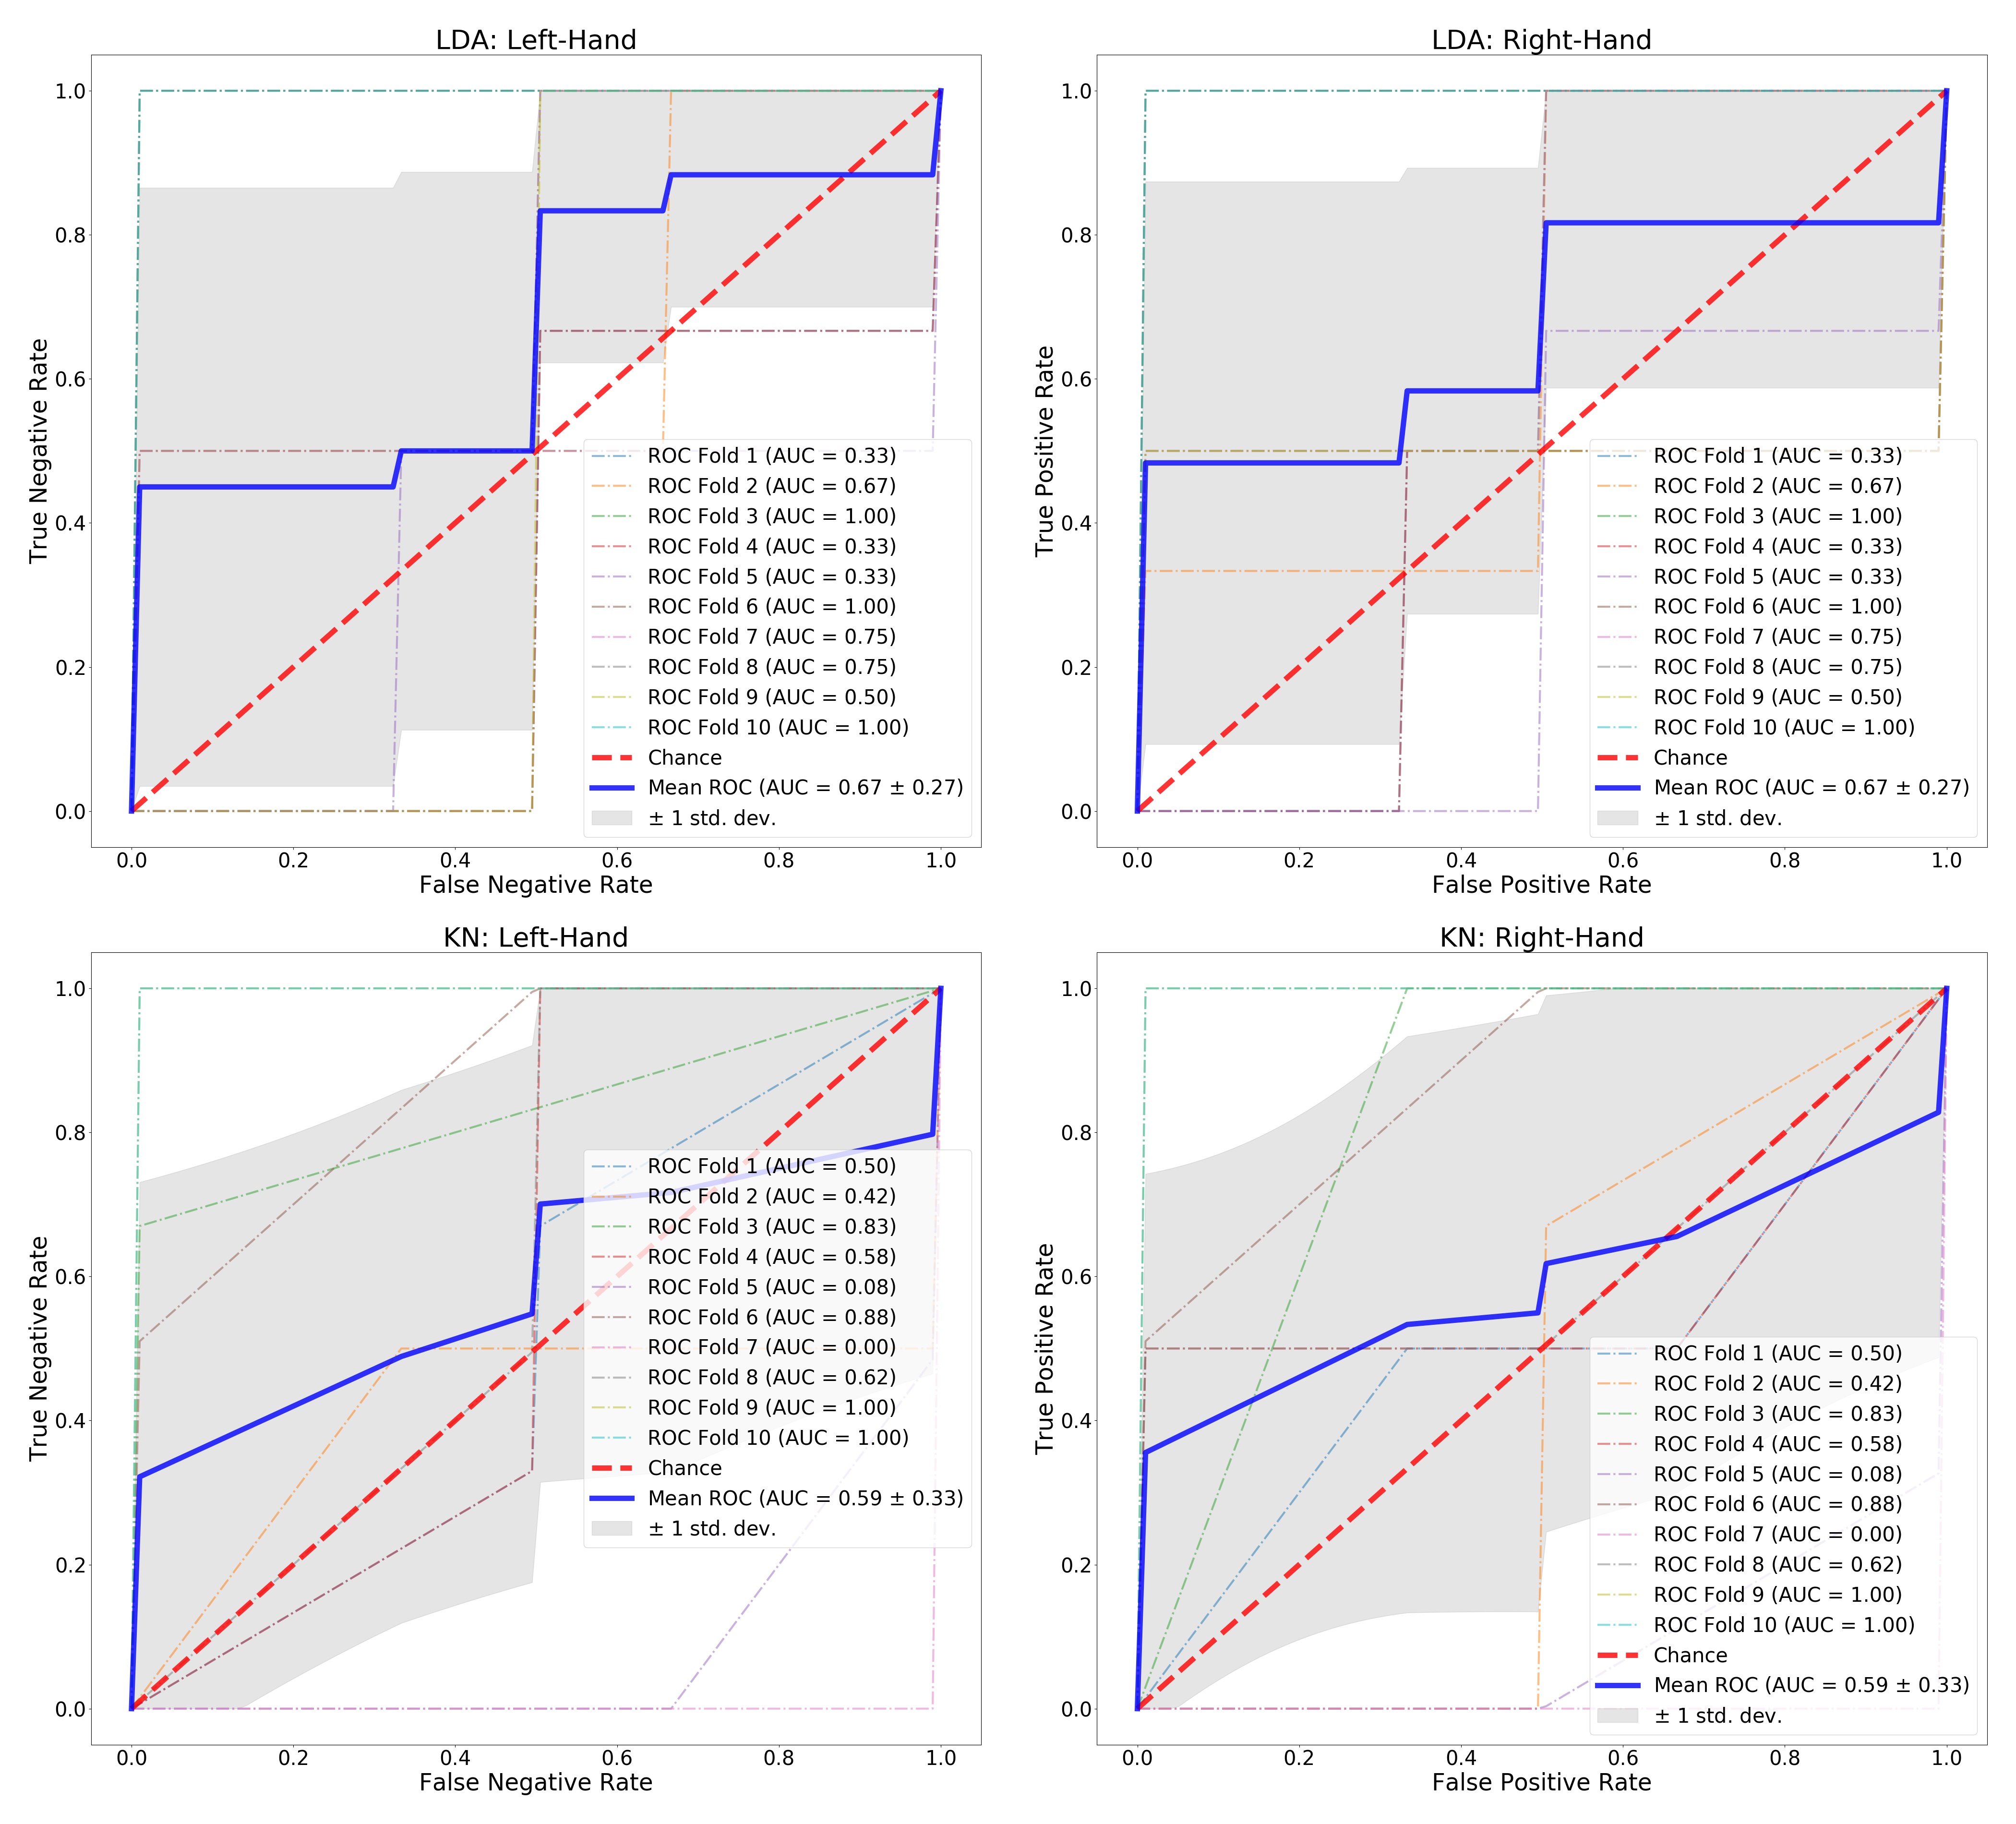 LDA: Left-Hand
1.0
0.8
0.6
0.4
0.2
0.0
True Negative Rate
ROC Fold 1 (AUC = 0.33)
ROC Fold 2 (AUC = 0.67)
ROC Fold 3 (AUC = 1.00)
ROC Fold 4 (AUC = 0.33)
ROC Fold 5 (AUC = 0.33)
ROC Fold 6 (AUC = 1.00)
ROC Fold 7 (AUC = 0.75)
ROC Fold 8 (AUC = 0.75)
ROC Fold 9 (AUC = 0.50)
ROC Fold 10 (AUC = 1.00)
Chance
Mean ROC (AUC = 0.67 ± 0.27)
± 1 std. dev.
0.0 0.2 0.4 0.6 0.8 1.0
False Negative Rate
LDA: Right-Hand
1.0
0.8
0.6
0.4
0.2
0.0
True Positive Rate
ROC Fold 1 (AUC = 0.33)
ROC Fold 2 (AUC = 0.67)
ROC Fold 3 (AUC = 1.00)
ROC Fold 4 (AUC = 0.33)
ROC Fold 5 (AUC = 0.33)
ROC Fold 6 (AUC = 1.00)
ROC Fold 7 (AUC = 0.75)
ROC Fold 8 (AUC = 0.75)
ROC Fold 9 (AUC = 0.50)
ROC Fold 10 (AUC = 1.00)
Chance
Mean ROC (AUC = 0.67 ± 0.27)
± 1 std. dev.
0.0 0.2 0.4 0.6 0.8 1.0
False Positive Rate
KN: Left-Hand
1.0
0.8
0.6
0.4
0.2
0.0
True Negative Rate
ROC Fold 1 (AUC = 0.50)
ROC Fold 2 (AUC = 0.42)
ROC Fold 3 (AUC = 0.83)
ROC Fold 4 (AUC = 0.58)
ROC Fold 5 (AUC = 0.08)
ROC Fold 6 (AUC = 0.88)
ROC Fold 7 (AUC = 0.00)
ROC Fold 8 (AUC = 0.62)
ROC Fold 9 (AUC = 1.00)
ROC Fold 10 (AUC = 1.00)
Chance
Mean ROC (AUC = 0.59 ± 0.33)
± 1 std. dev.
0.0 0.2 0.4 0.6 0.8 1.0
False Negative Rate
KN: Right-Hand
1.0
0.8
0.6
0.4
0.2
0.0
True Positive Rate
ROC Fold 1 (AUC = 0.50)
ROC Fold 2 (AUC = 0.42)
ROC Fold 3 (AUC = 0.83)
ROC Fold 4 (AUC = 0.58)
ROC Fold 5 (AUC = 0.08)
ROC Fold 6 (AUC = 0.88)
ROC Fold 7 (AUC = 0.00)
ROC Fold 8 (AUC = 0.62)
ROC Fold 9 (AUC = 1.00)
ROC Fold 10 (AUC = 1.00)
Chance
Mean ROC (AUC = 0.59 ± 0.33)
± 1 std. dev.
0.0 0.2 0.4 0.6 0.8 1.0
False Positive Rate